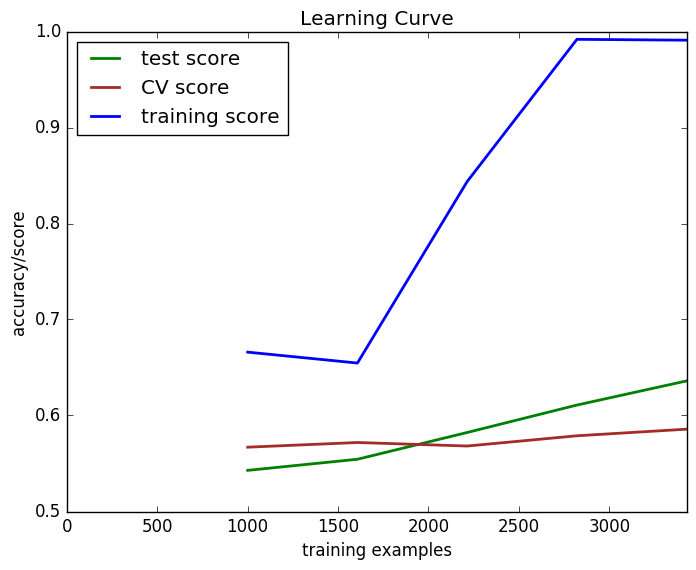 Learning Curve
test score
CV score
training score
accuracy/score
1.0
0.9
0.8
0.7
0.6
0.5
0
500
1000
1500
2000
2500
3000
training examples